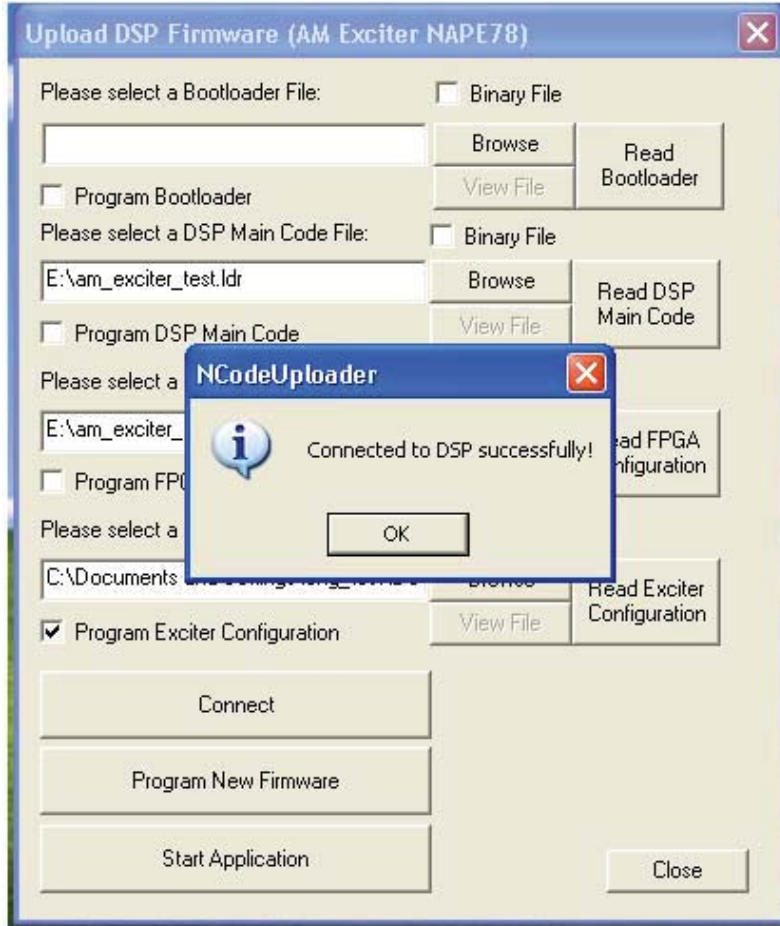 Upload DSP Firmware (AM Exciter NAPE78)
Please select a Bootloader File:
Binary File
Browse
Read
Bootloader
View File
Program Bootloader
Please select a DSP Main Code File:
Binary File
E:\am_exciter_test.ldr
Browse
Read DSP
Main Code
View File
Program DSP Main Code
NCodeUploader
Please select a
E:\am_exciter_
Connected to DSP successfully!
FPGA
Program
OK
Please select a
C:\Documents
Read Exciter
Configuration
View File
Program Exciter Configuration
Connect
Program New Firmware
Start Application
Close